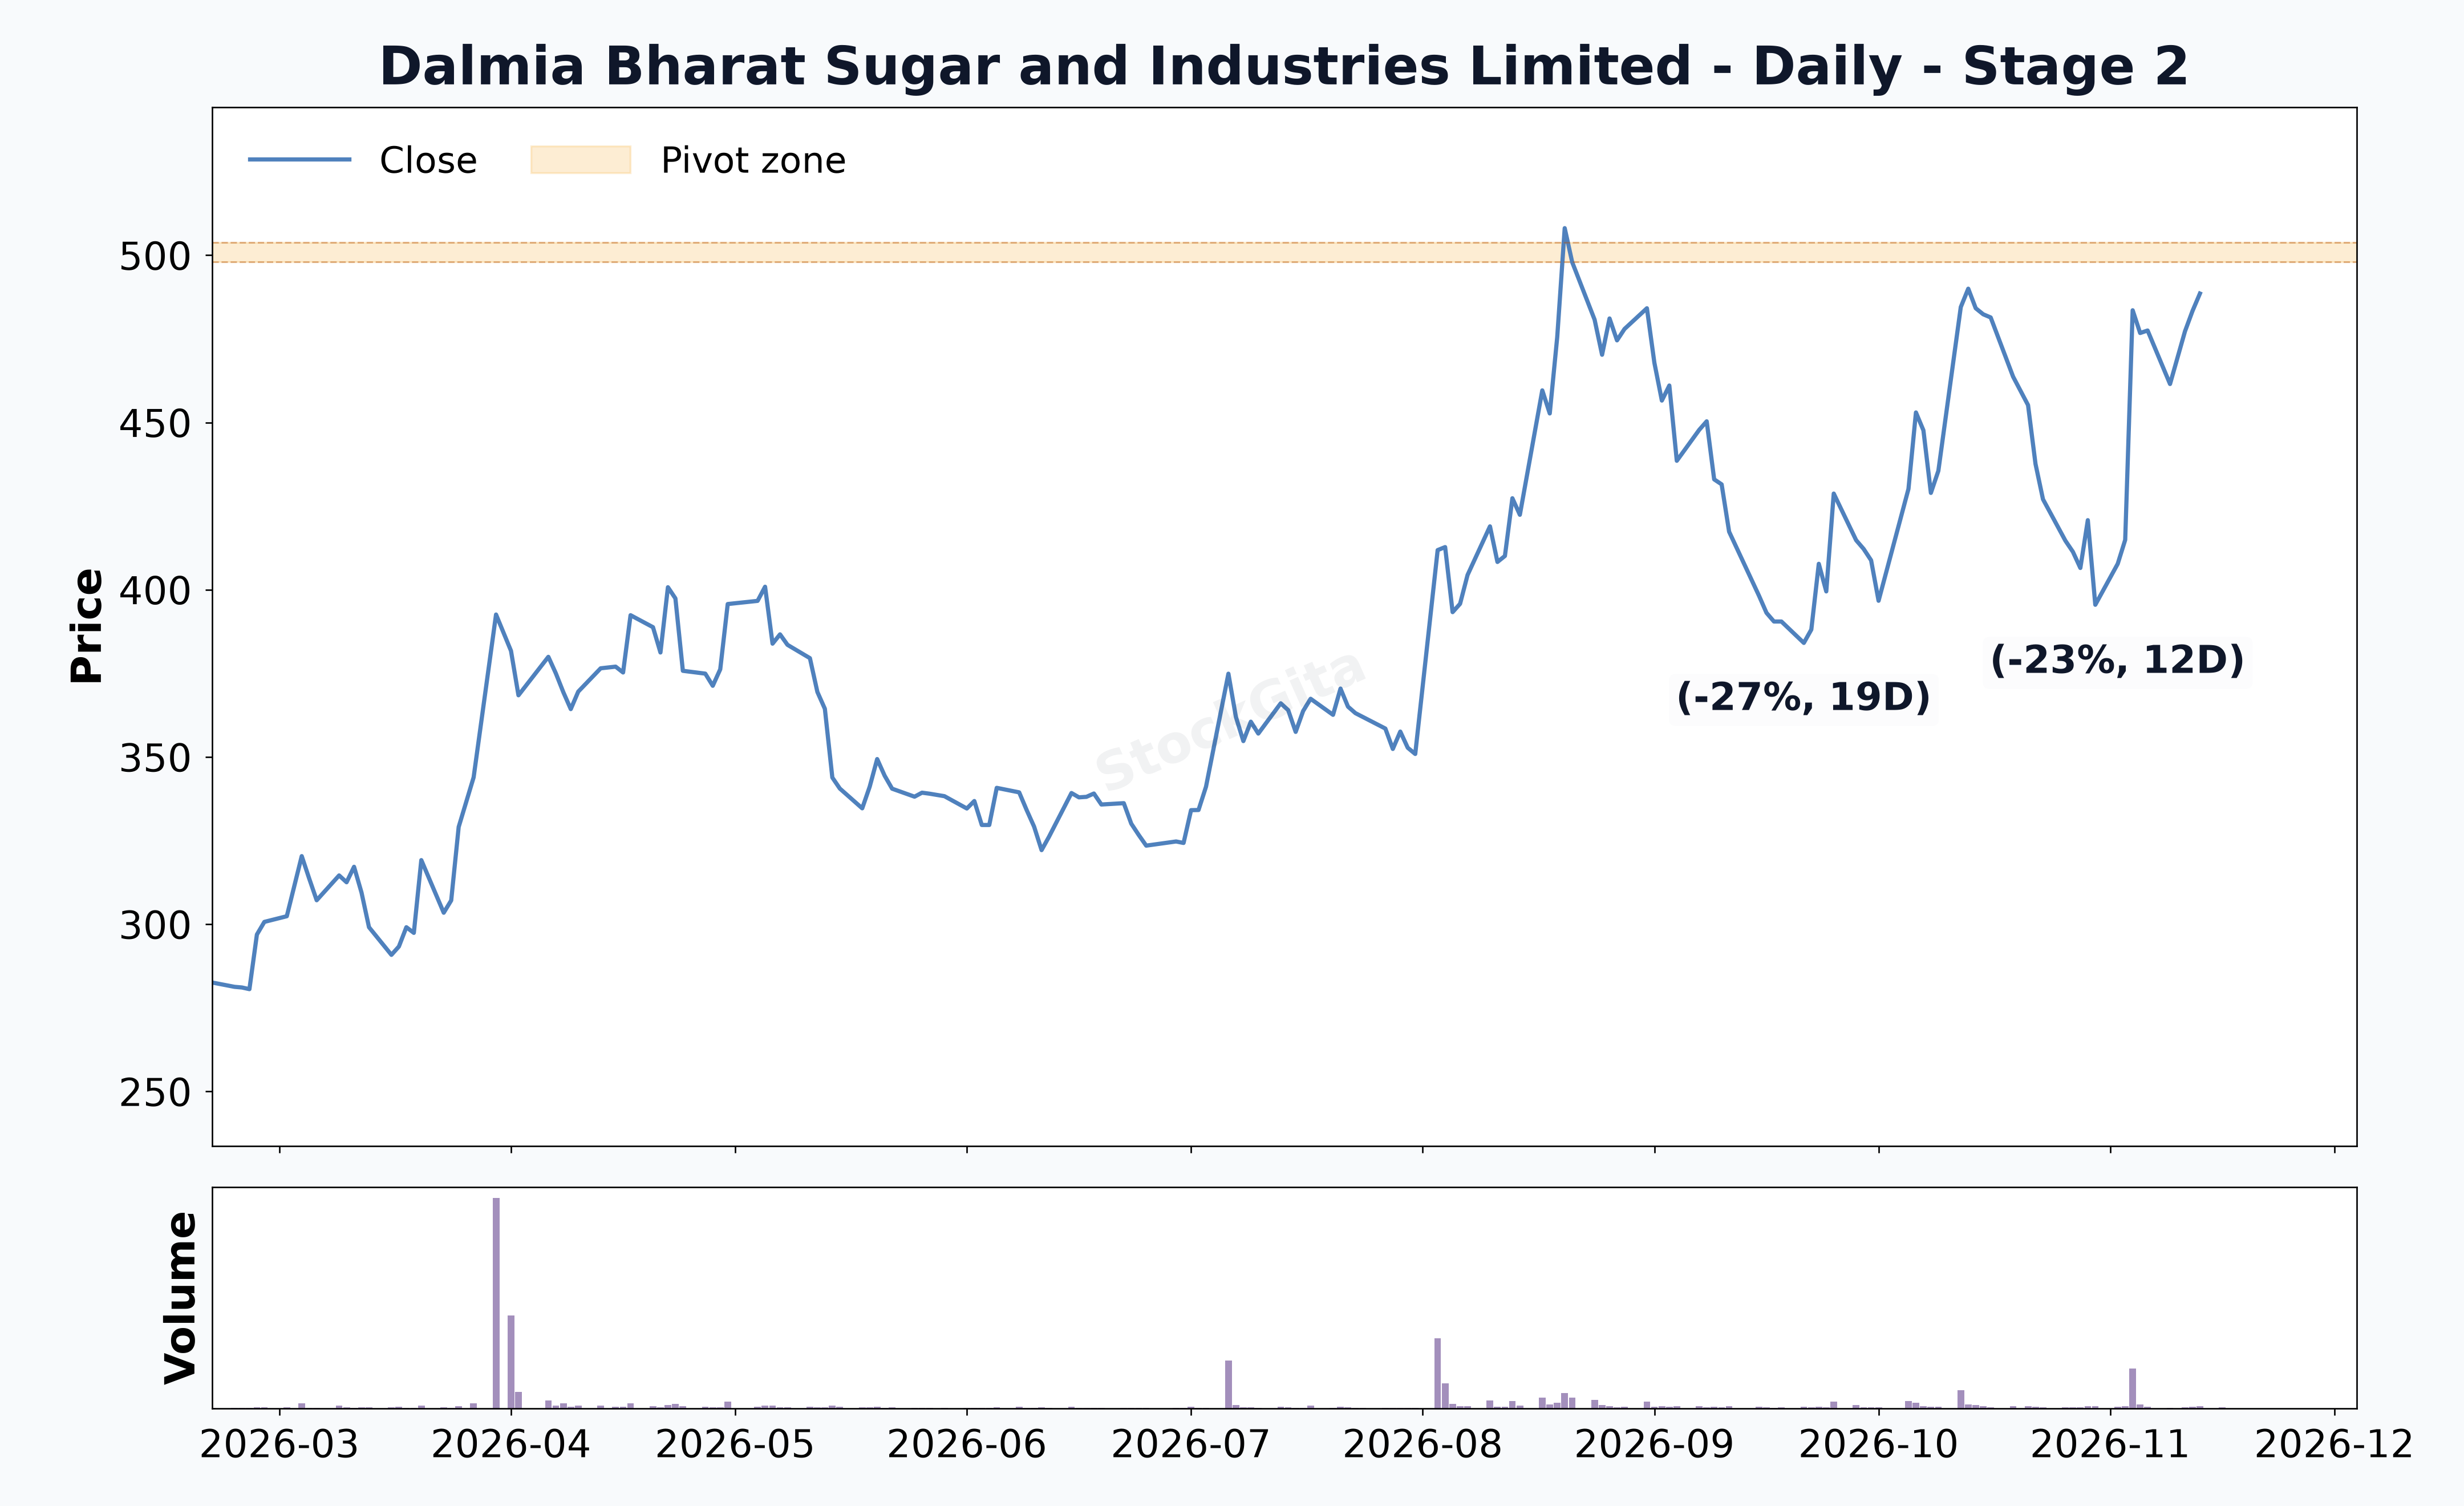 Dalmia Bharat Sugar and Industries Limited - Daily - Stage 2
Close
Pivot zone
Price
500
450
400
350
300
250
StockGita
(-27%, 19D)
(-23%, 12D)
Volume
2026-03
2026-04
2026-05
2026-06
2026-07
2026-08
2026-09
2026-10
2026-11
2026-12